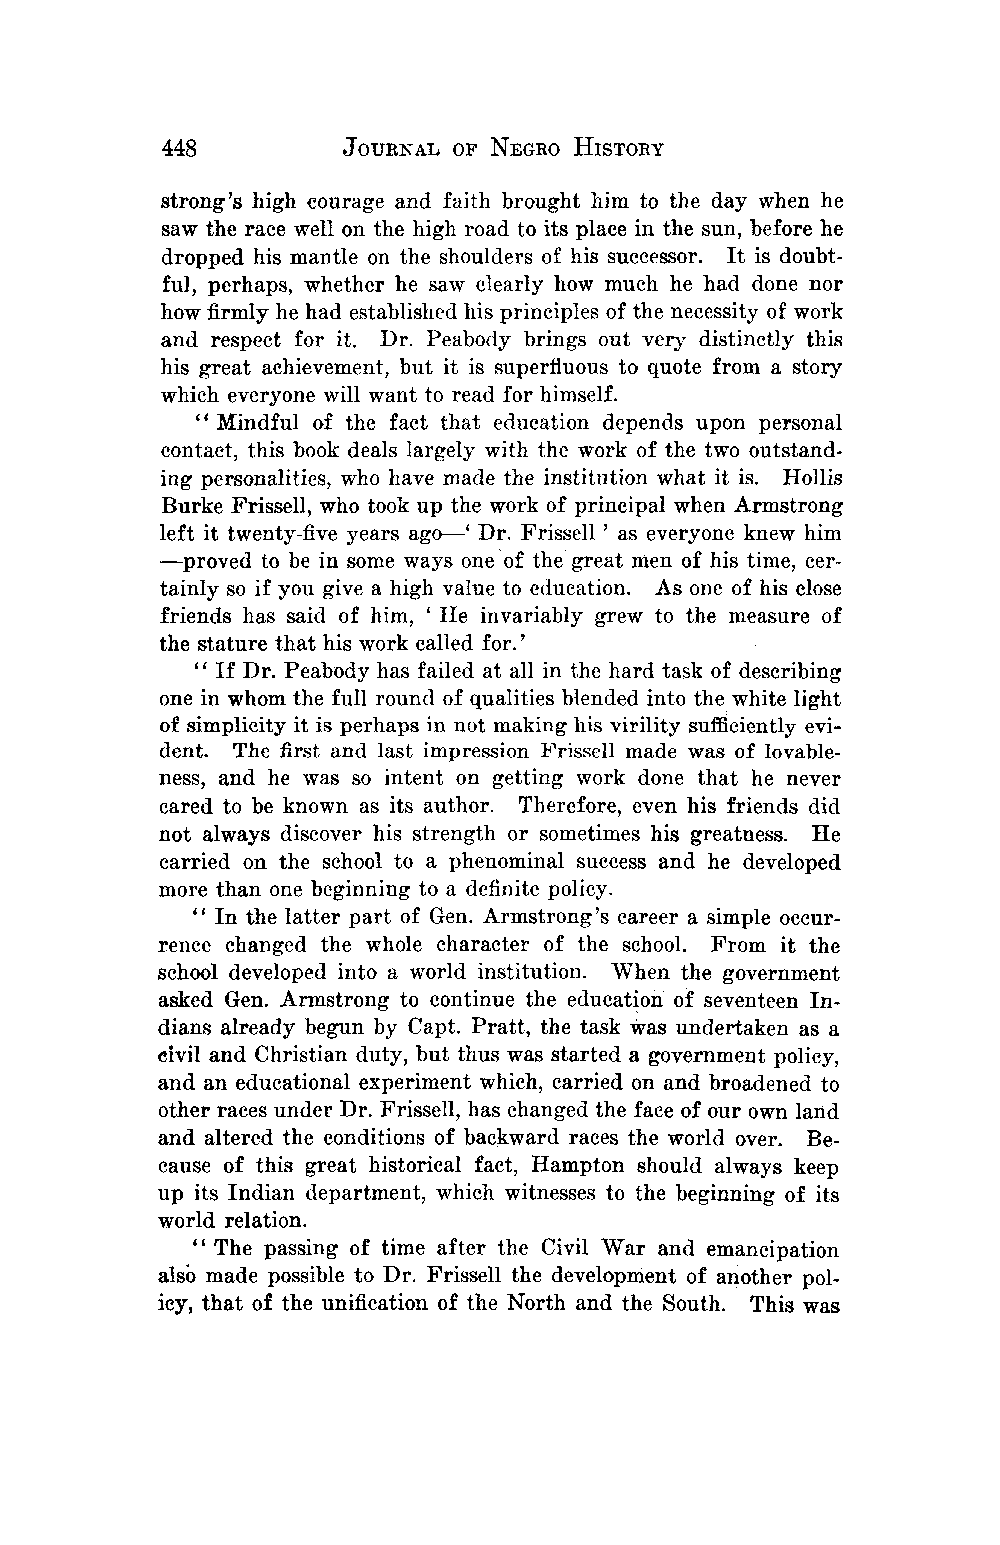 448 JOURNAL OF NEGRO HISTORY
strong's high courage and faith brought him to the day when he
saw the race well on the high road to its place in the sun, before he
dropped his mantle on the shoulders of his successor. It is doubt-
ful, perhaps, whether he saw clearly how much he had done nor
how firmly he had established his principles of the necessity of work
and respect for it. Dr. Peabody brings out very distinctly this
his great achievement, but it is superfluous to quote from a story
which everyone will want to read for himself.
“ Mindful of the fact that education depends upon personal
contact, this book deals largely with the work of the two outstand-
ing personalities, who have made the institution what it is. Hollis
Burke Frissell, who took up the work of principal when Armstrong
left it twenty-five years ago—‘ Dr. Frissell ’ as everyone knew him
—proved to be in some ways one of the great men of his time, cer-
tainly so if you give a high value to education. As one of his close
friends has said of him, ‘ He invariably grew to the measure of
the stature that his work called for.’
“ If Dr. Peabody has failed at all in the hard task of describing
one in whom the full round of qualities blended into the white light
of simplicity it is perhaps in not making his virility sufficiently evi-
dent. The first and last impression Frissell made was of lovable-
ness, and he was so intent on getting work done that he never
cared to be known as its author. Therefore, even his friends did
not always discover his strength or sometimes his greatness. He
carried on the school to a phenominal success and he developed
more than one beginning to a definite policy.
“ In the latter part of Gen. Armstrong's career a simple occur-
rence changed the whole character of the school. From it the
school developed into a world institution. When the government
asked Gen. Armstrong to continue the education of seventeen In-
dians already begun by Capt. Pratt, the task was undertaken as a
civil and Christian duty, but thus was started a government policy,
and an educational experiment which, carried on and broadened to
other races under Dr. Frissell, has changed the face of our own land
and altered the conditions of backward races the world over. Be-
cause of this great historical fact, Hampton should always keep
up its Indian department, which witnesses to the beginning of its
world relation.
“ The passing of time after the Civil War and emancipation
also made possible to Dr. Frissell the development of another pol-
icy, that of the unification of the North and the South. This was